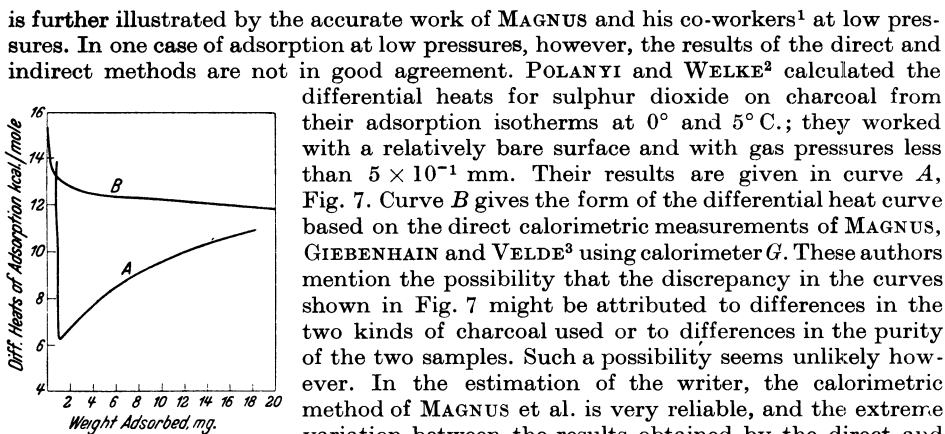 is further illustrated by the accurate work of MAGNUS and his co-workers¹ at low pres-
sures. In one case of adsorption at low pressures, however, the results of the direct and
indirect methods are not in good agreement. POLANYI and WELKE² calculated the
differential heats for sulphur dioxide on charcoal from
their adsorption isotherms at 0° and 5° C.; they worked
with a relatively bare surface and with gas pressures less
than 5 × 10⁻¹ mm. Their results are given in curve A,
Fig. 7. Curve B gives the form of the differential heat curve
based on the direct calorimetric measurements of MAGNUS,
GIEBENHAIN and VELDE³ using calorimeter G. These authors
mention the possibility that the discrepancy in the curves
shown in Fig. 7 might be attributed to differences in the
two kinds of charcoal used or to differences in the purity
of the two samples. Such a possibility seems unlikely how-
ever. In the estimation of the writer, the calorimetric
method of MAGNUS et al. is very reliable, and the extreme
variation between the results obtained by the direct and
Diff. Heats of Adsorption kcal./mole
16
14
12
10
8
6
4
B
A
2 4 6 8 10 12 14 16 18 20
Weight Adsorbed, mg.